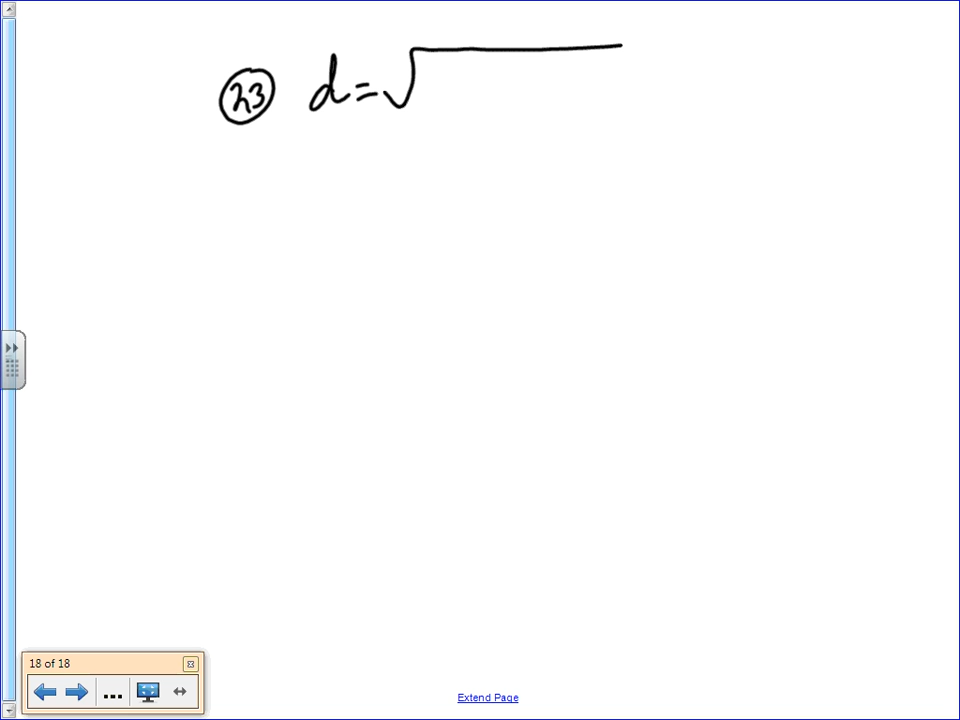 23 d=√
18 of 18
...
Extend Page